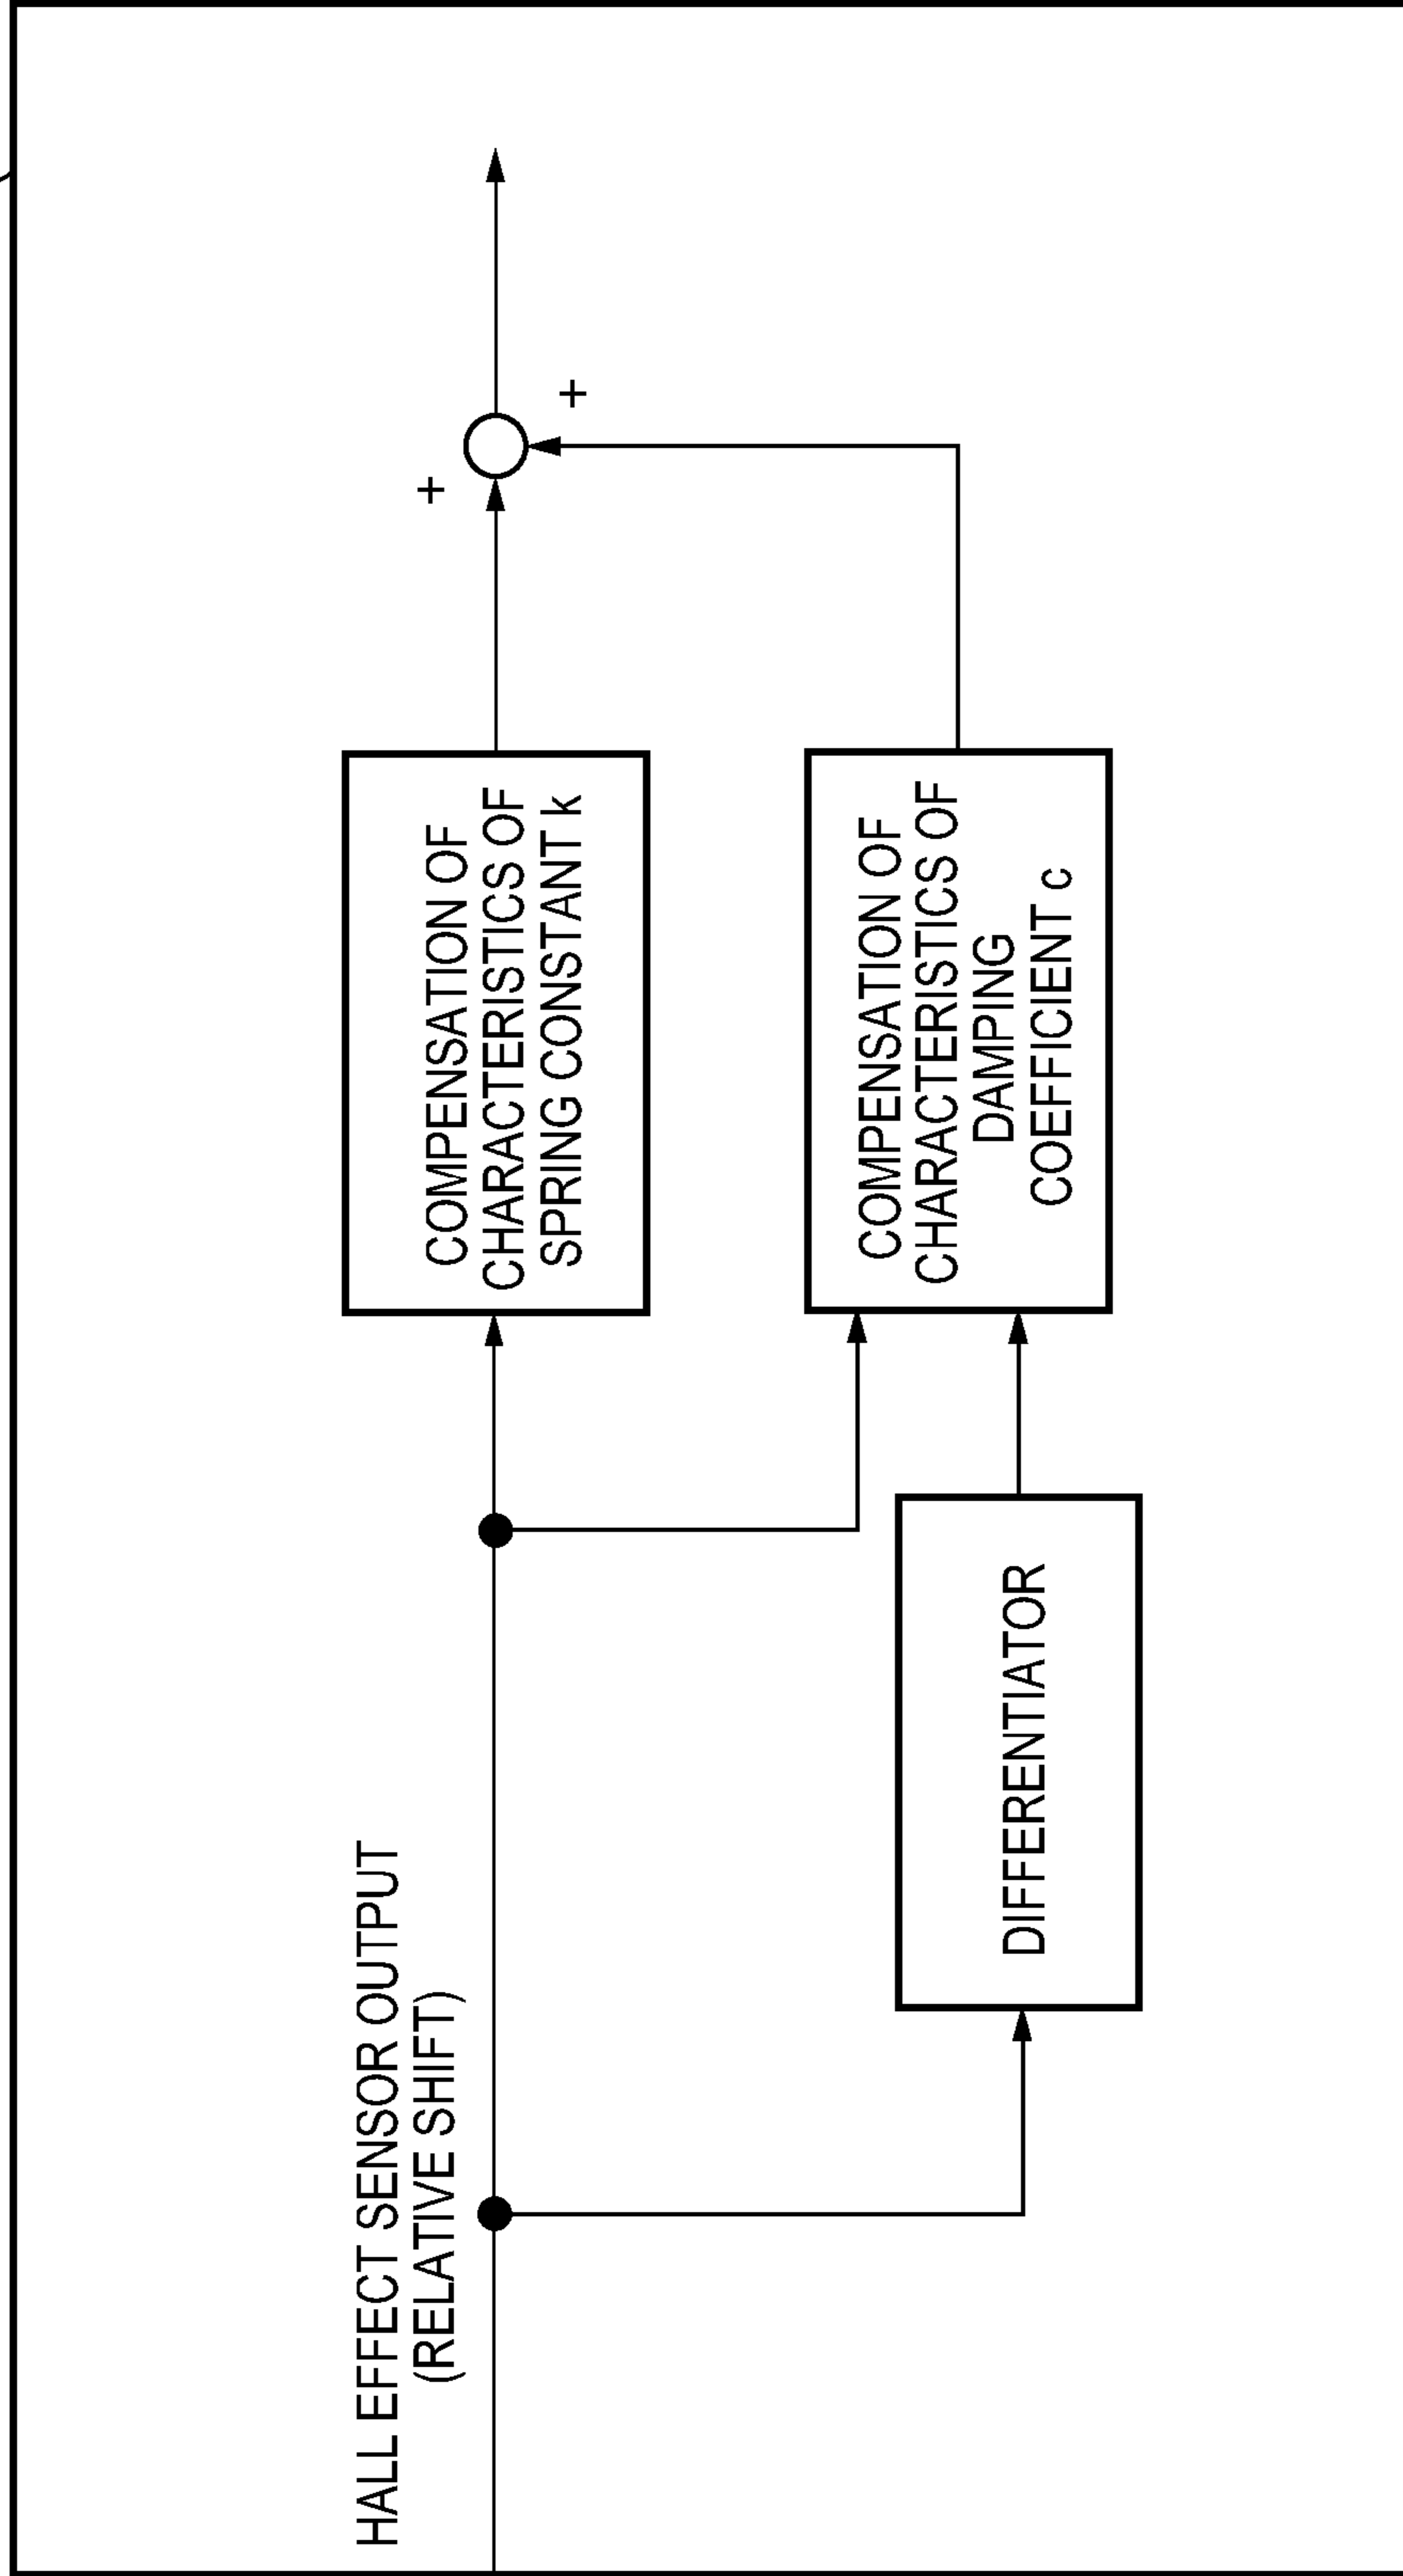 HALL EFFECT SENSOR OUTPUT
(RELATIVE SHIFT)
COMPENSATION OF
CHARACTERISTICS OF
SPRING CONSTANT k
+
+
DIFFERENTIATOR
COMPENSATION OF
CHARACTERISTICS OF
DAMPING
COEFFICIENT c